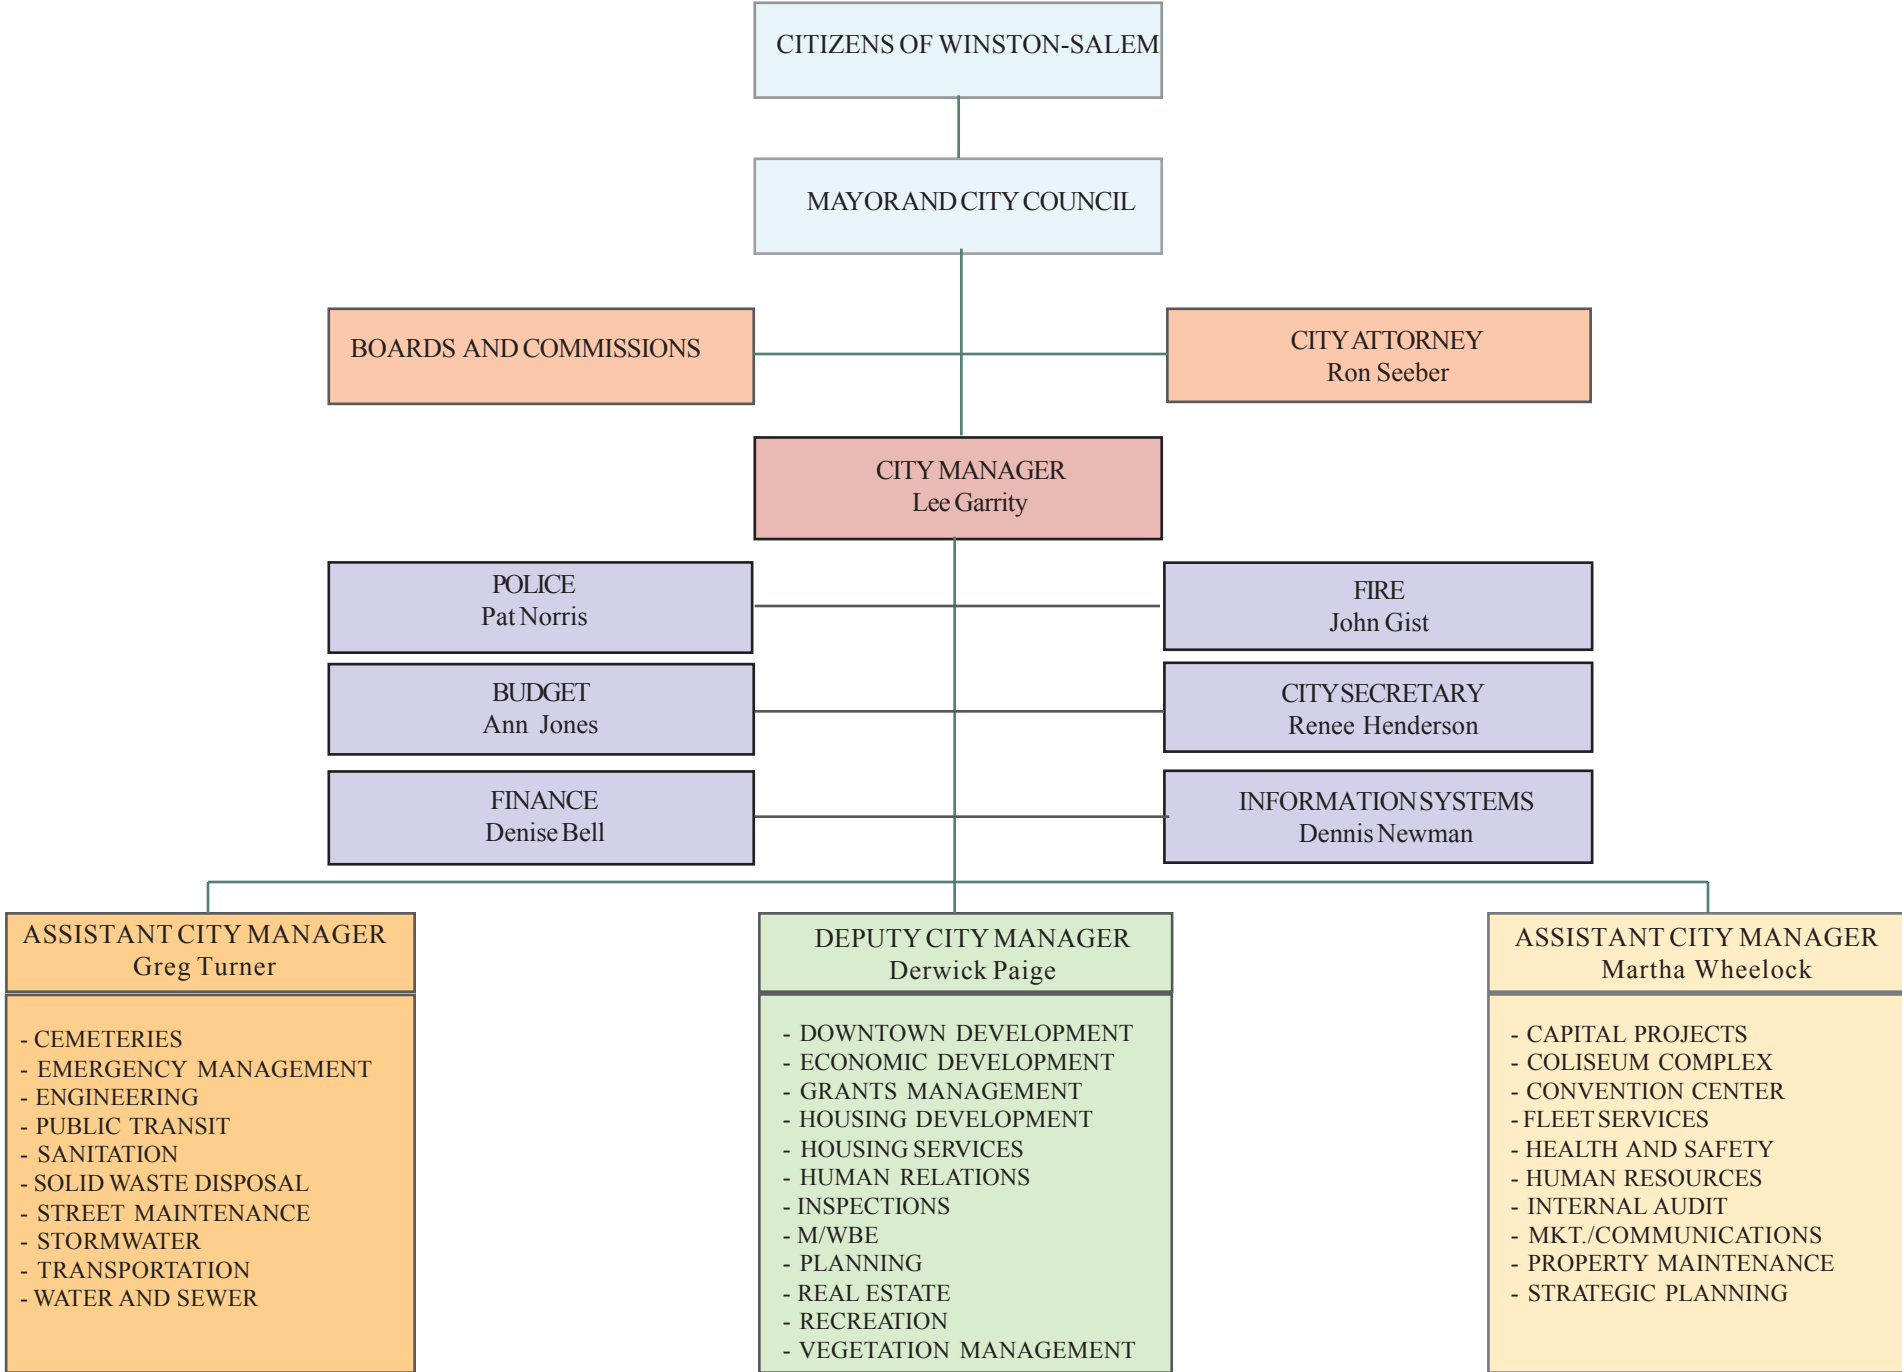 CITIZENS OF WINSTON-SALEM
MAYOR AND CITY COUNCIL
BOARDS AND COMMISSIONS
CITY ATTORNEY
Ron Seeber
CITY MANAGER
Lee Garrity
POLICE
Pat Norris
FIRE
John Gist
BUDGET
Ann Jones
CITY SECRETARY
Renee Henderson
FINANCE
Denise Bell
INFORMATION SYSTEMS
Dennis Newman
ASSISTANT CITY MANAGER
Greg Turner
- CEMETERIES
- EMERGENCY MANAGEMENT
- ENGINEERING
- PUBLIC TRANSIT
- SANITATION
- SOLID WASTE DISPOSAL
- STREET MAINTENANCE
- STORMWATER
- TRANSPORTATION
- WATER AND SEWER
DEPUTY CITY MANAGER
Derwick Paige
- DOWNTOWN DEVELOPMENT
- ECONOMIC DEVELOPMENT
- GRANTS MANAGEMENT
- HOUSING DEVELOPMENT
- HOUSING SERVICES
- HUMAN RELATIONS
- INSPECTIONS
- M/WBE
- PLANNING
- REAL ESTATE
- RECREATION
- VEGETATION MANAGEMENT
ASSISTANT CITY MANAGER
Martha Wheelock
- CAPITAL PROJECTS
- COLISEUM COMPLEX
- CONVENTION CENTER
- FLEET SERVICES
- HEALTH AND SAFETY
- HUMAN RESOURCES
- INTERNAL AUDIT
- MKT./COMMUNICATIONS
- PROPERTY MAINTENANCE
- STRATEGIC PLANNING